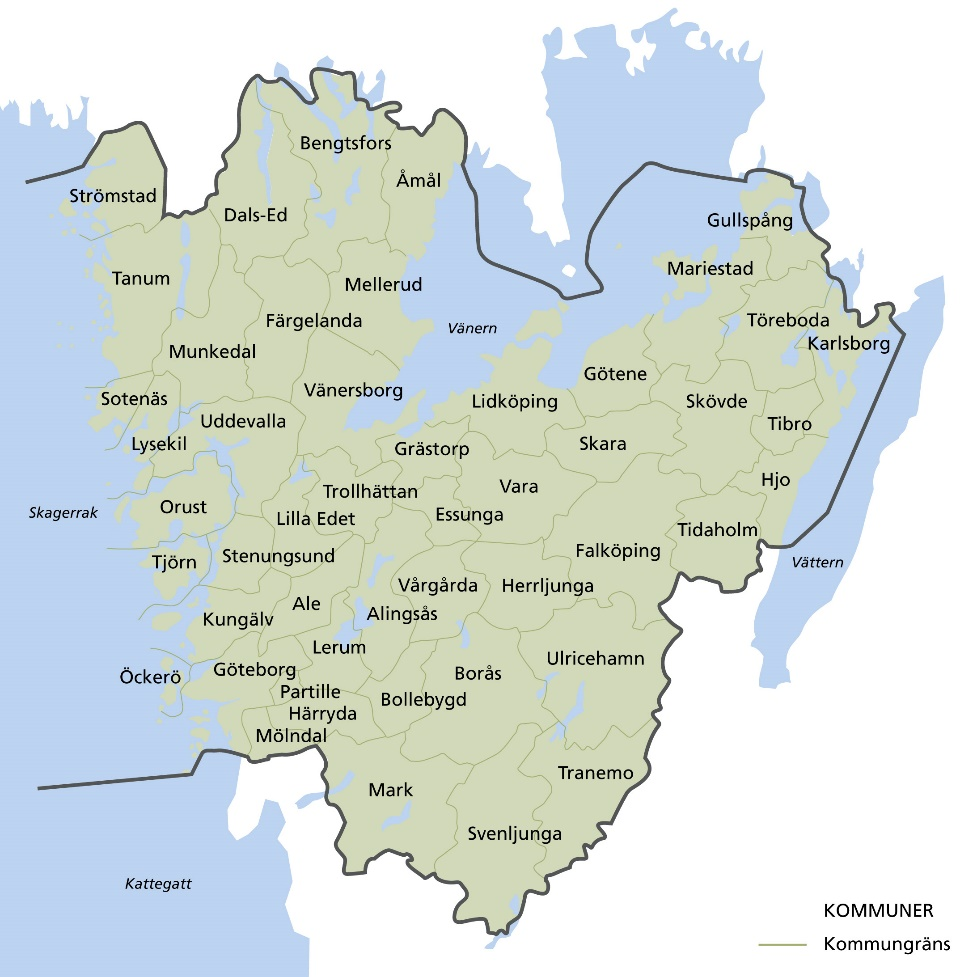 Bengtsfors
Åmål
Strömstad
Dals-Ed
Gullspång
Mariestad
Tanum
Mellerud
Färgelanda
Vänern
Töreboda
Karlsborg
Munkedal
Götene
Vänersborg
Sotenäs
Lidköping
Skövde
Uddevalla
Tibro
Lysekil
Grästorp
Skara
Hjo
Trollhättan
Vara
Skagerrak
Orust
Lilla Edet
Essunga
Tidaholm
Tjörn
Stenungsund
Falköping
Vättern
Vårgårda
Herrljunga
Ale
Alingsås
Kungälv
Lerum
Ulricehamn
Öckerö
Göteborg
Borås
Partille
Bollebygd
Härryda
Mölndal
Tranemo
Mark
Svenljunga
Kattegatt
KOMMUNER
Kommungräns